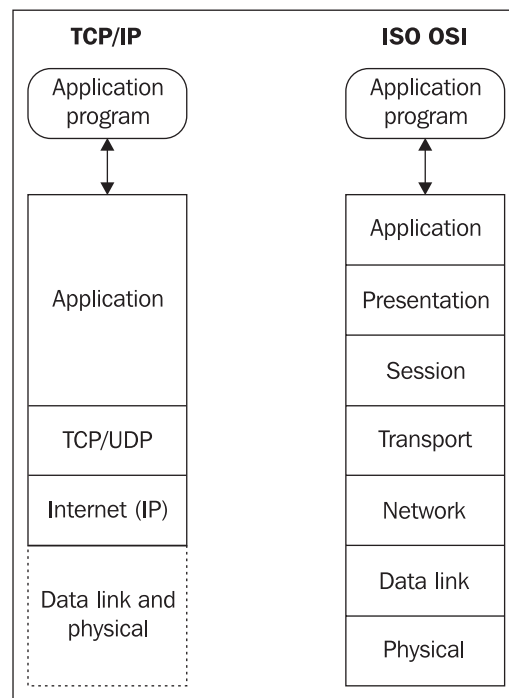 TCP/IP
Application
program
Application
TCP/UDP
Internet (IP)
Data link and
physical
ISO OSI
Application
program
Application
Presentation
Session
Transport
Network
Data link
Physical